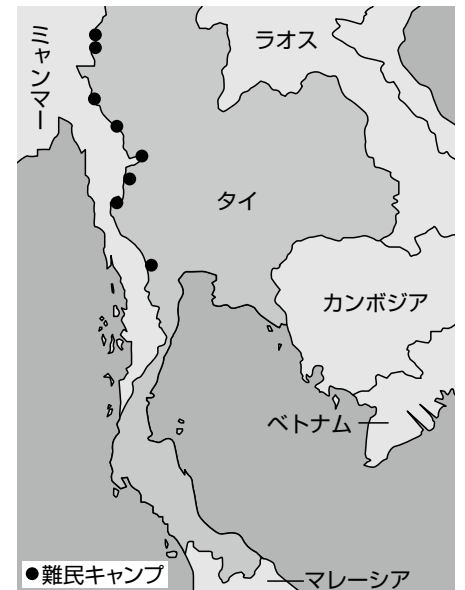 ミャンマー
ラオス
タイ
カンボジア
ベトナム
マレーシア
●難民キャンプ